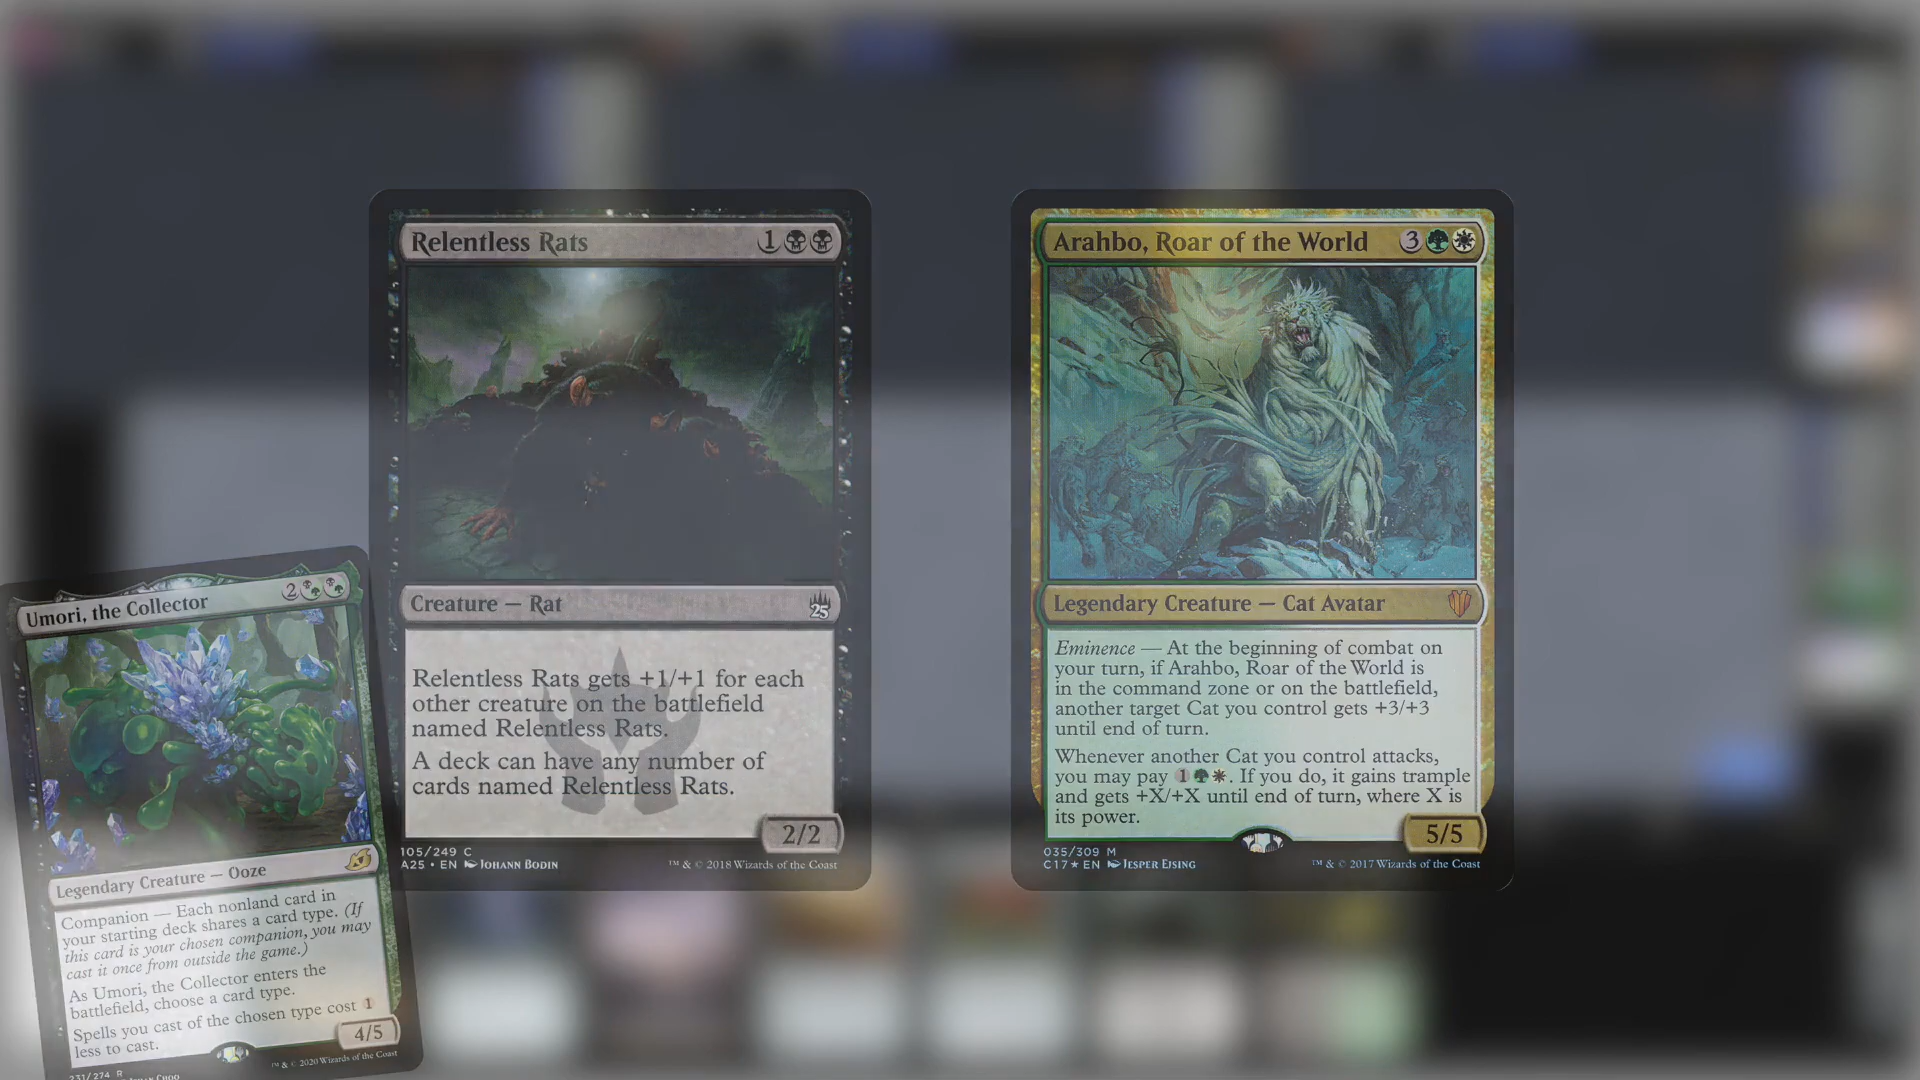 Relentless Rats 1
Creature — Rat
25
Relentless Rats gets +1/+1 for each
other creature on the battlefield
named Relentless Rats.
A deck can have any number of
cards named Relentless Rats.
2/2
105/249 C
A25 • EN JOHANN BODIN
™ & © 2018 Wizards of the Coast
Arahbo, Roar of the World 3
Legendary Creature — Cat Avatar
Eminence — At the beginning of combat on
your turn, if Arahbo, Roar of the World is
in the command zone or on the battlefield,
another target Cat you control gets +3/+3
until end of turn.
Whenever another Cat you control attacks,
you may pay 1. If you do, it gains trample
and gets +X/+X until end of turn, where X is
its power.
5/5
035/309 M
C17★EN JESPER EJSING
™ & © 2017 Wizards of the Coast
Umori, the Collector 2
Legendary Creature — Ooze
Companion — Each nonland card in
your starting deck shares a card type. (If
this card is your chosen companion, you may
cast it once from outside the game.)
As Umori, the Collector enters the
battlefield, choose a card type.
Spells you cast of the chosen type cost 1
less to cast.
4/5
™ & © 2020 Wizards of the Coast
231/274 R